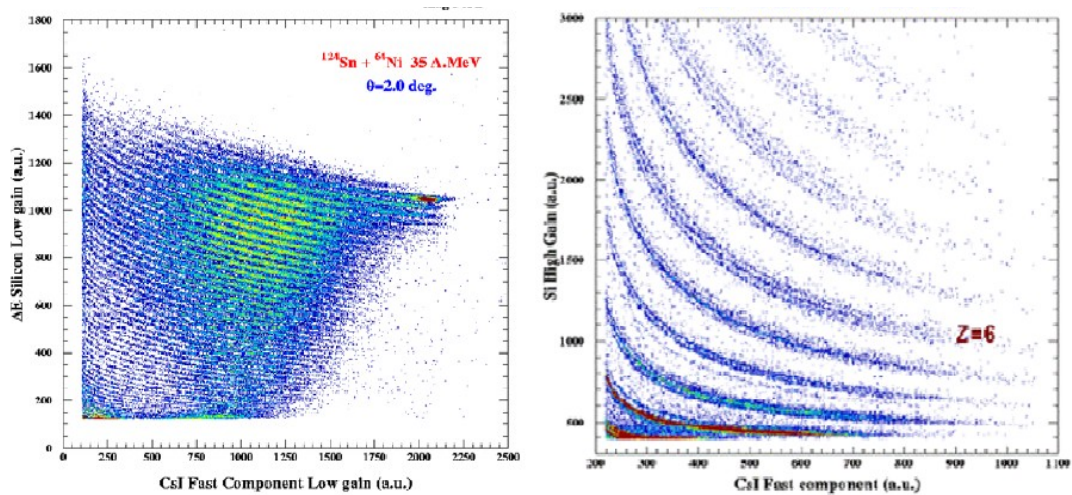 1800
1600
1400
1200
1000
800
600
400
200
0
ΔE Silicon Low gain (a.u.)
¹²⁴Sn + ⁶⁴Ni 35 A.MeV
θ=2.0 deg.
0 250 500 750 1000 1250 1500 1750 2000 2250 2500
CsI Fast Component Low gain (a.u.)
3000
2500
2000
1500
1000
500
Si High Gain (a.u.)
Z=6
200 300 400 500 600 700 800 900 1000 1100
CsI Fast component (a.u.)